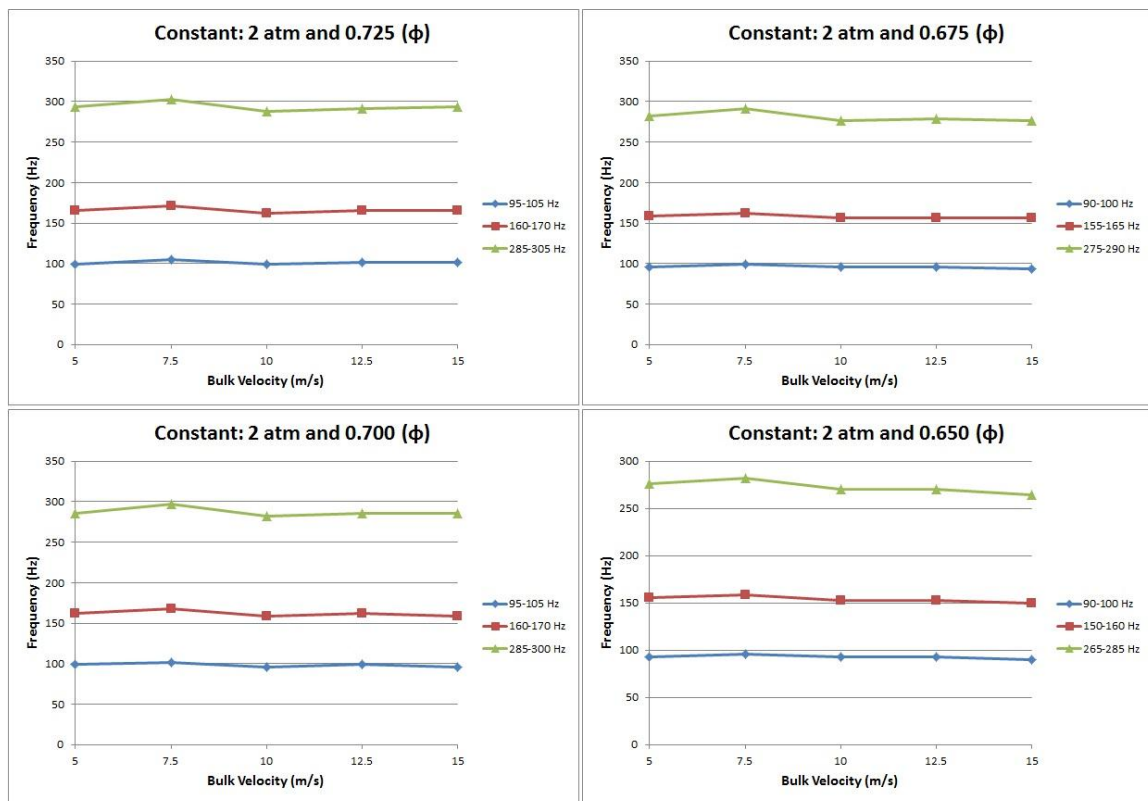 Constant: 2 atm and 0.725 (ϕ)
350
300
250
200
150
100
50
0
Frequency (Hz)
5 7.5 10 12.5 15
Bulk Velocity (m/s)
95-105 Hz
160-170 Hz
285-305 Hz
Constant: 2 atm and 0.675 (ϕ)
350
300
250
200
150
100
50
0
Frequency (Hz)
5 7.5 10 12.5 15
Bulk Velocity (m/s)
90-100 Hz
155-165 Hz
275-290 Hz
Constant: 2 atm and 0.700 (ϕ)
350
300
250
200
150
100
50
0
Frequency (Hz)
5 7.5 10 12.5 15
Bulk Velocity (m/s)
95-105 Hz
160-170 Hz
285-300 Hz
Constant: 2 atm and 0.650 (ϕ)
300
250
200
150
100
50
0
Frequency (Hz)
5 7.5 10 12.5 15
Bulk Velocity (m/s)
90-100 Hz
150-160 Hz
265-285 Hz